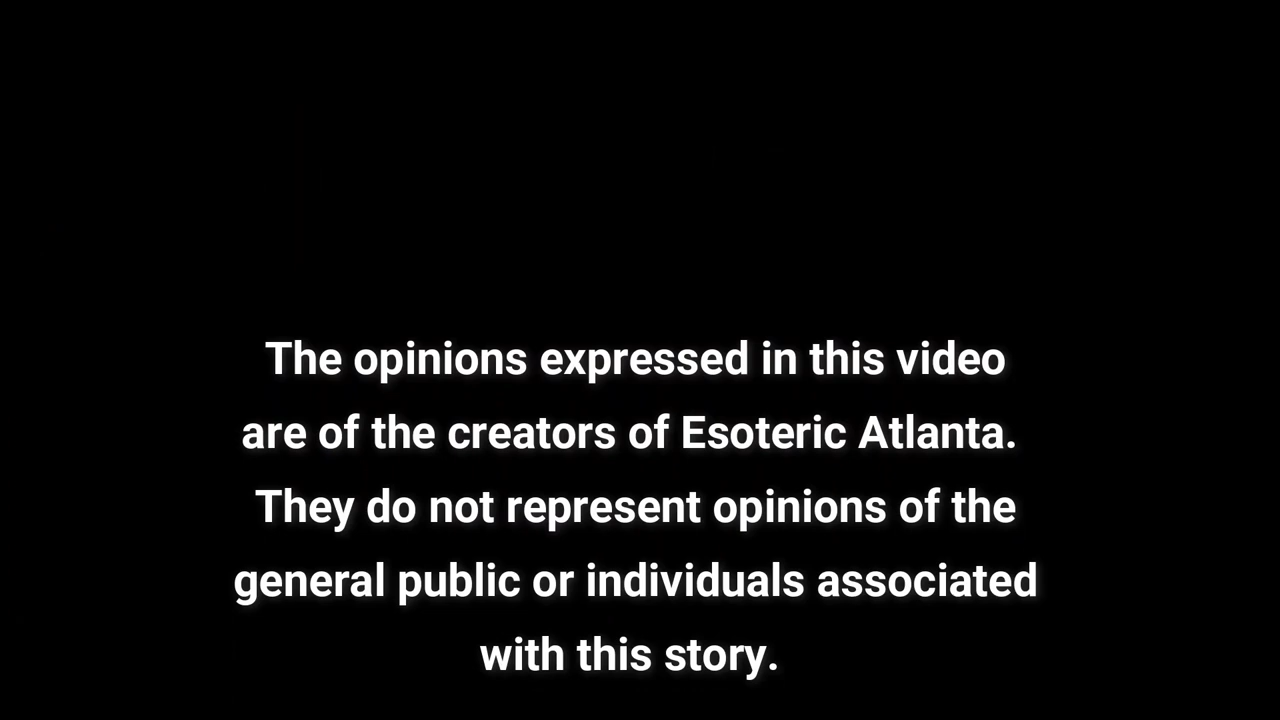 The opinions expressed in this video
are of the creators of Esoteric Atlanta.
They do not represent opinions of the
general public or individuals associated
with this story.